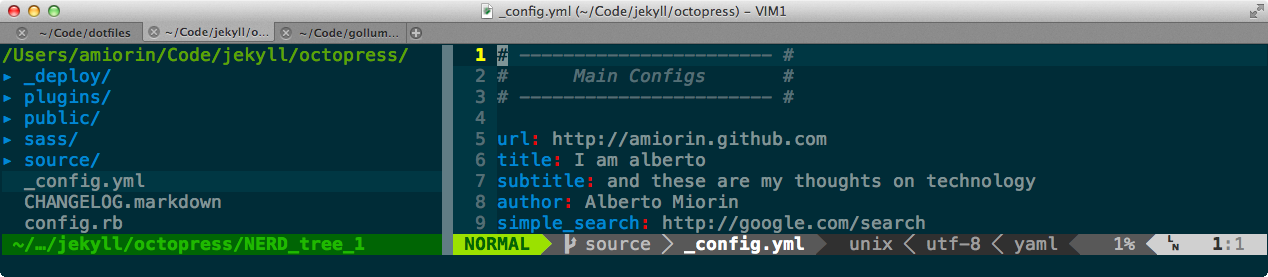 _config.yml (~/Code/jekyll/octopress) – VIM1
~/Code/dotfiles
~/Code/jekyll/o...
~/Code/gollum...
/Users/amiorin/Code/jekyll/octopress/
▸ _deploy/
▸ plugins/
▸ public/
▸ sass/
▸ source/
_config.yml
CHANGELOG.markdown
config.rb
~/…/jekyll/octopress/NERD_tree_1
1 # ----------------------- #
2 #      Main Configs       #
3 # ----------------------- #
4
5 url: http://amiorin.github.com
6 title: I am alberto
7 subtitle: and these are my thoughts on technology
8 author: Alberto Miorin
9 simple_search: http://google.com/search
NORMAL source _config.yml unix utf-8 yaml 1% LN 1:1